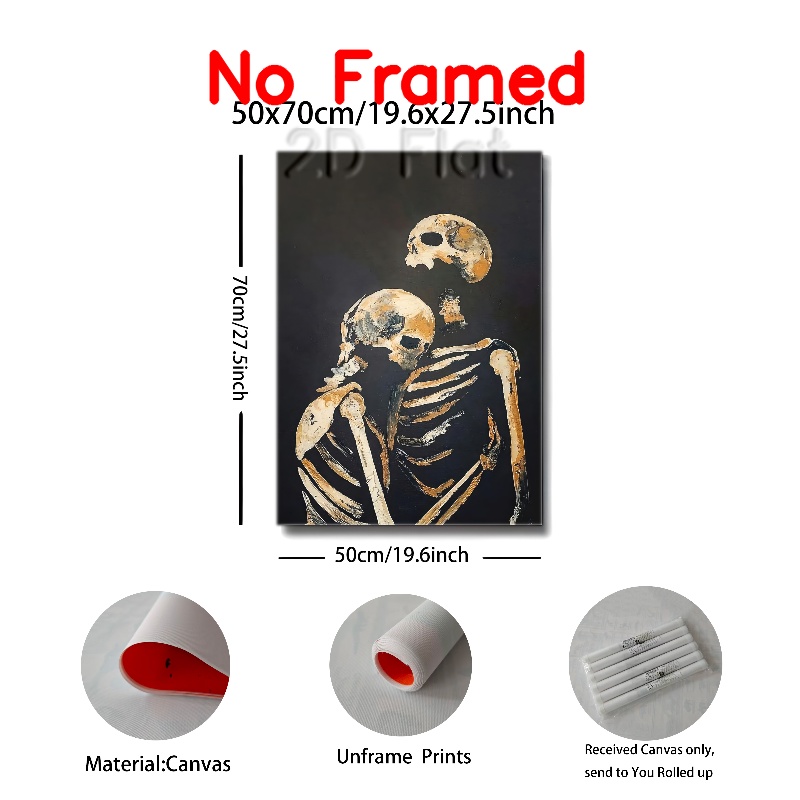 No Framed
50x70cm/19.6x27.5inch
2D Flat
70cm/27.5inch
50cm/19.6inch
Material:Canvas
Unframe Prints
Received Canvas only,
send to You Rolled up